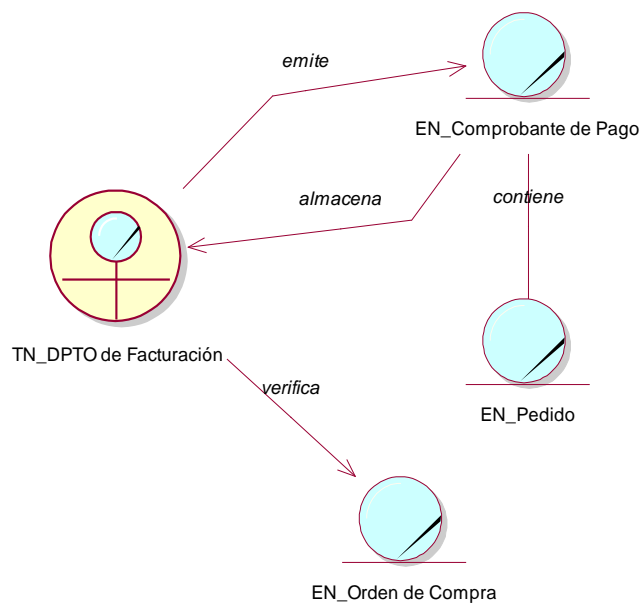 emite
EN_Comprobante de Pago
almacena
contiene
TN_DPTO de Facturación
verifica
EN_Pedido
EN_Orden de Compra